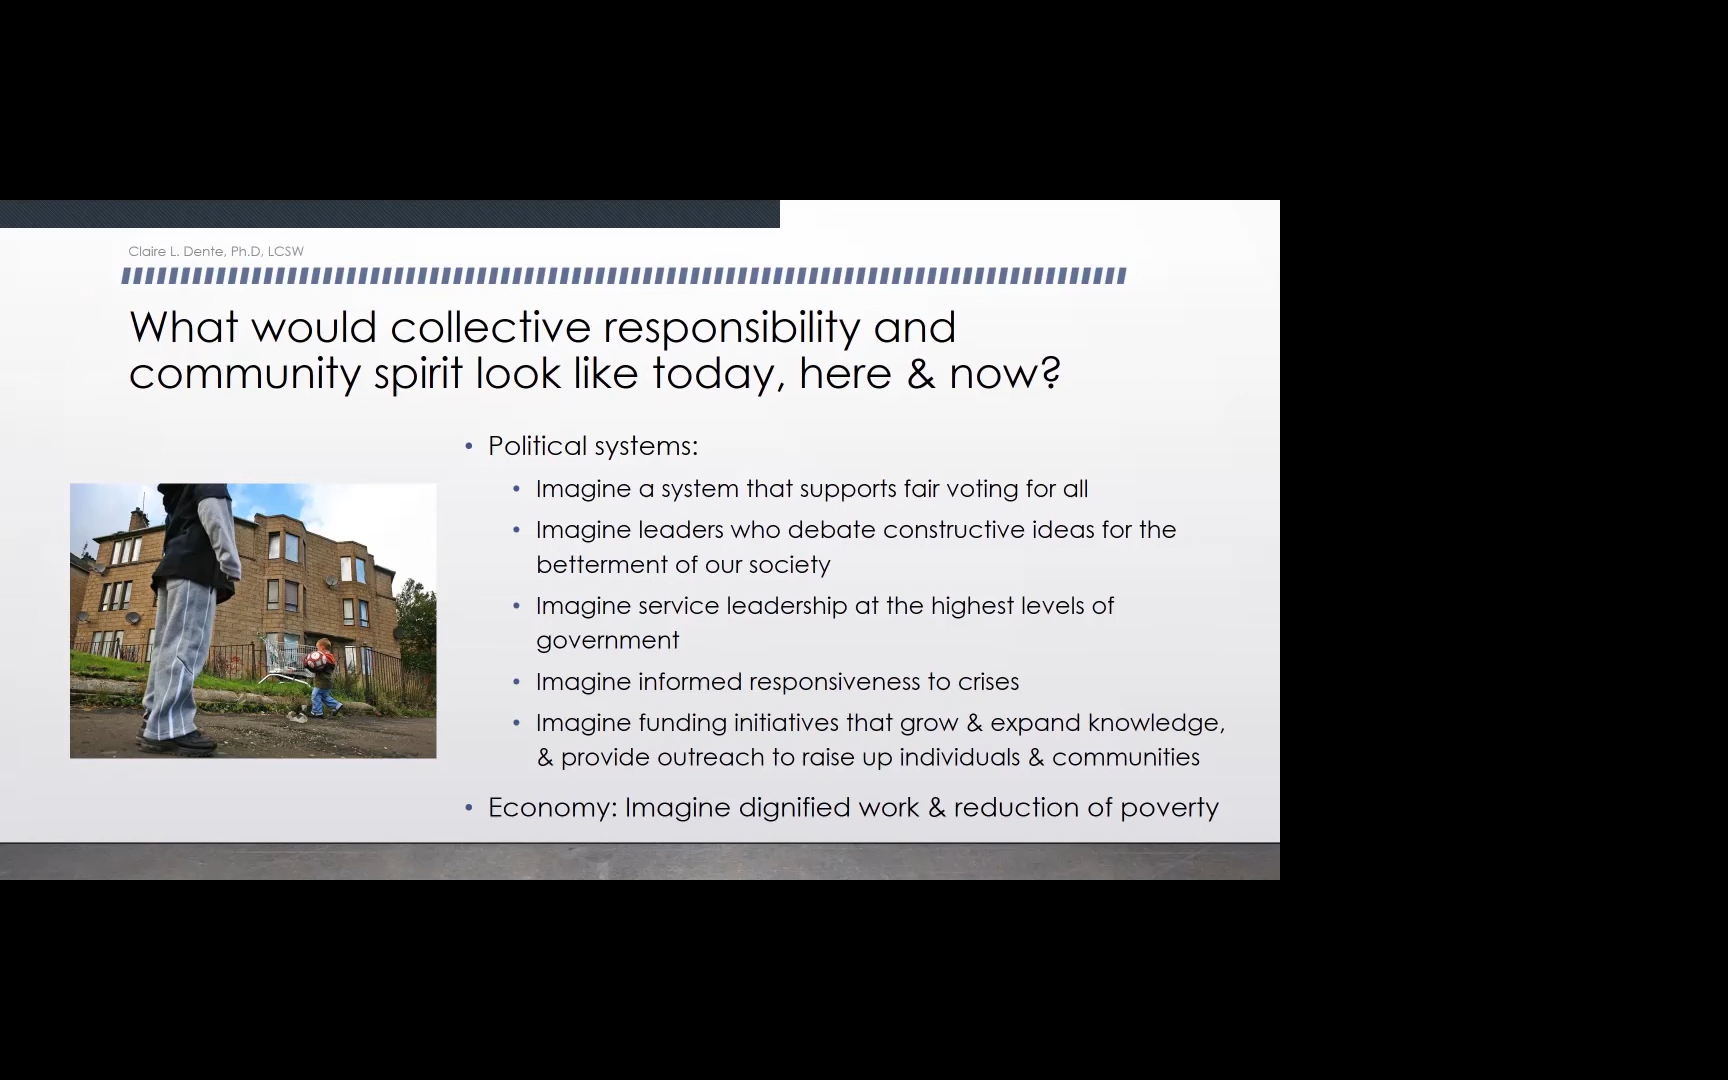 Claire L. Dente, Ph.D, LCSW
What would collective responsibility and
community spirit look like today, here & now?
• Political systems:
• Imagine a system that supports fair voting for all
• Imagine leaders who debate constructive ideas for the
betterment of our society
• Imagine service leadership at the highest levels of
government
• Imagine informed responsiveness to crises
• Imagine funding initiatives that grow & expand knowledge,
& provide outreach to raise up individuals & communities
• Economy: Imagine dignified work & reduction of poverty